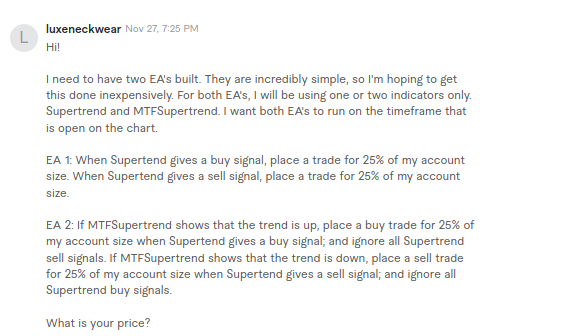 L
luxeneckwear Nov 27, 7:25 PM
Hi!
I need to have two EA's built. They are incredibly simple, so I'm hoping to get
this done inexpensively. For both EA's, I will be using one or two indicators only.
Supertrend and MTFSupertrend. I want both EA's to run on the timeframe that
is open on the chart.
EA 1: When Supertend gives a buy signal, place a trade for 25% of my account
size. When Supertend gives a sell signal, place a trade for 25% of my account
size.
EA 2: If MTFSupertrend shows that the trend is up, place a buy trade for 25% of
my account size when Supertend gives a buy signal; and ignore all Supertrend
sell signals. If MTFSupertrend shows that the trend is down, place a sell trade
for 25% of my account size when Supertend gives a sell signal; and ignore all
Supertrend buy signals.
What is your price?